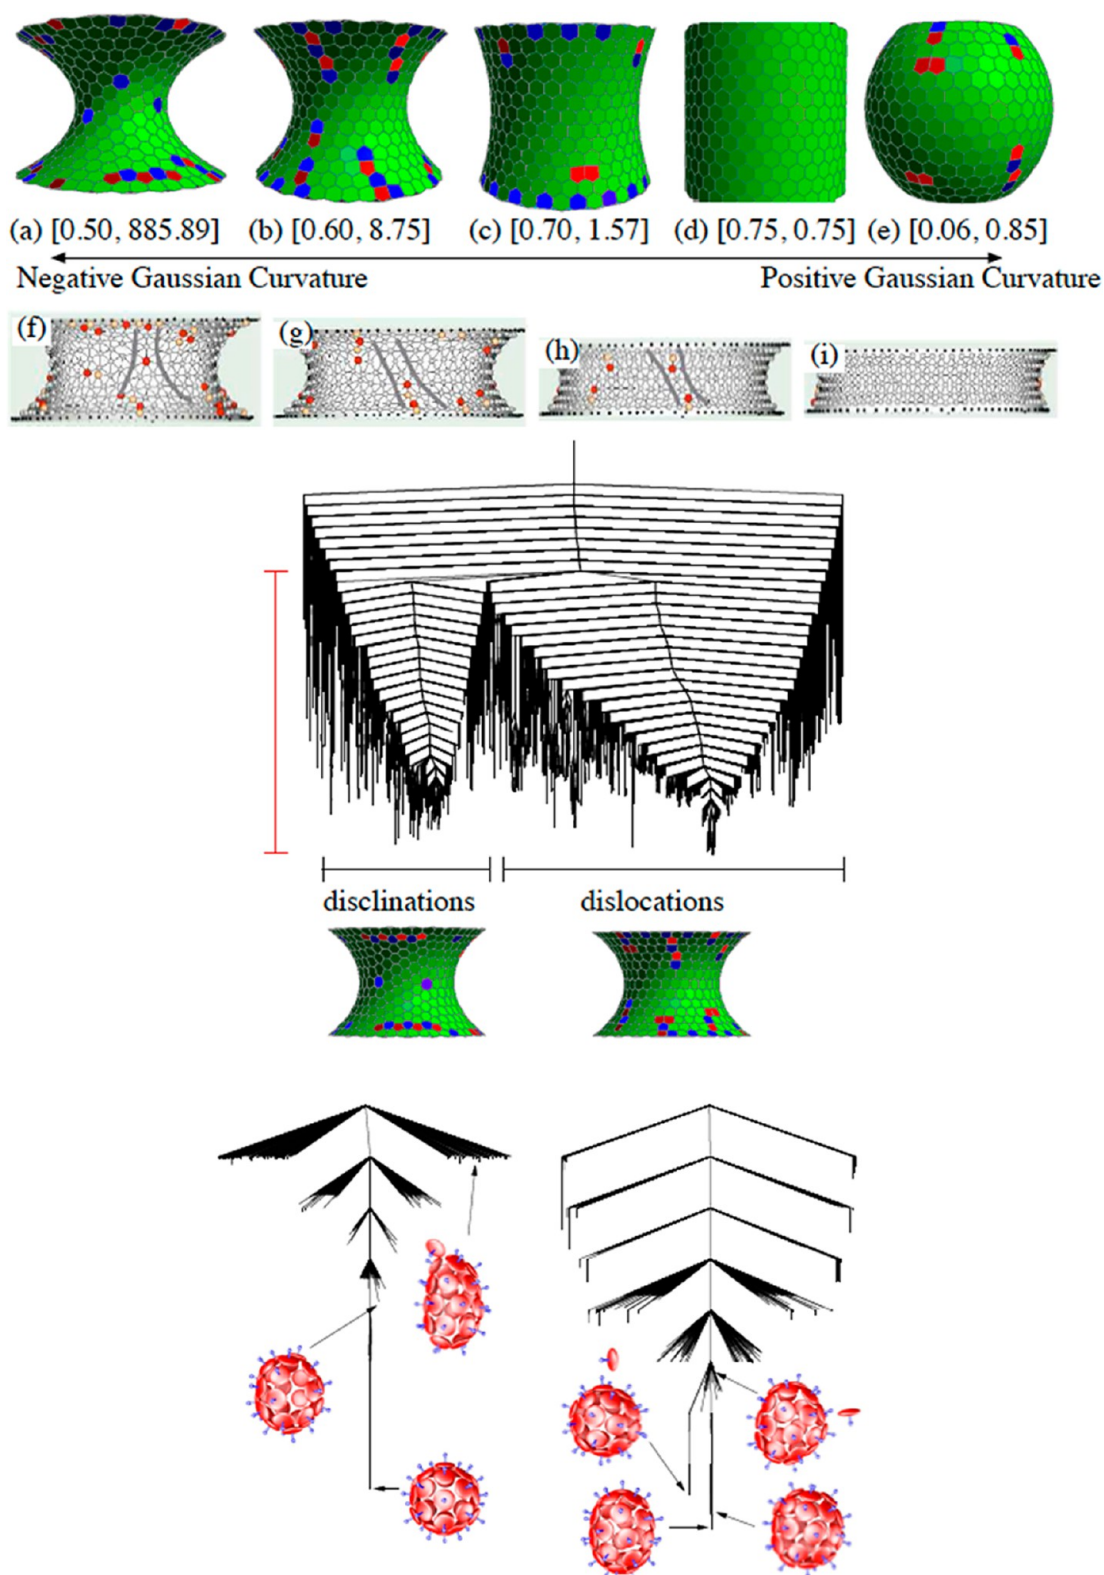 (a) [0.50, 885.89] (b) [0.60, 8.75] (c) [0.70, 1.57] (d) [0.75, 0.75] (e) [0.06, 0.85]
Negative Gaussian Curvature Positive Gaussian Curvature
(f) (g) (h) (i)
disclinations dislocations